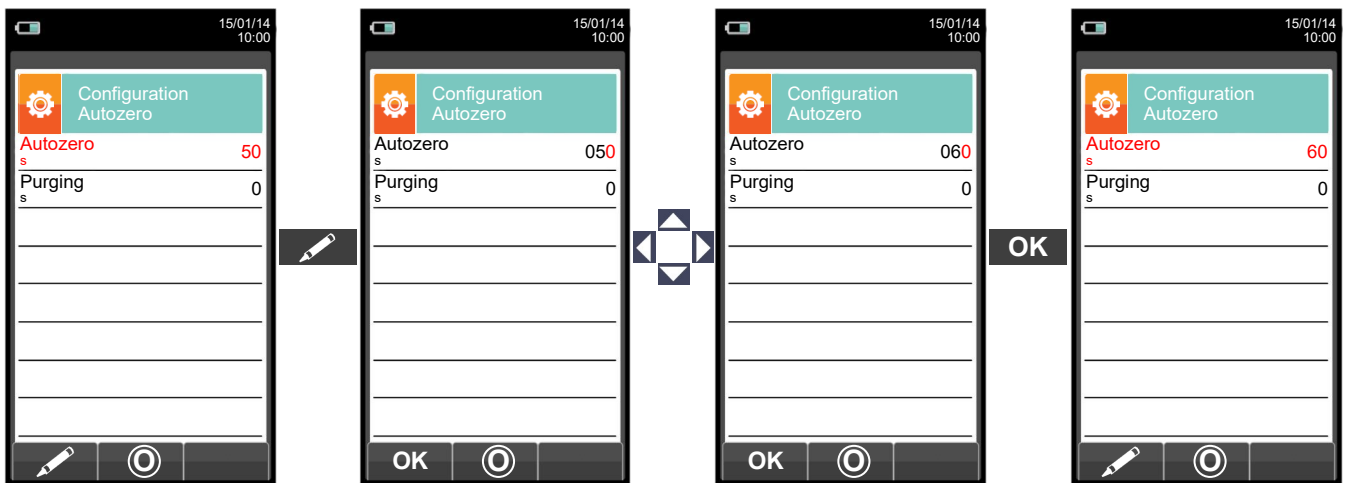 15/01/14
10:00
Configuration
Autozero
Autozero
s
50
Purging
s
0
Ⓞ
15/01/14
10:00
Configuration
Autozero
Autozero
s
050
Purging
s
0
OK
Ⓞ
15/01/14
10:00
Configuration
Autozero
Autozero
s
060
Purging
s
0
OK
Ⓞ
OK
15/01/14
10:00
Configuration
Autozero
Autozero
s
60
Purging
s
0
Ⓞ